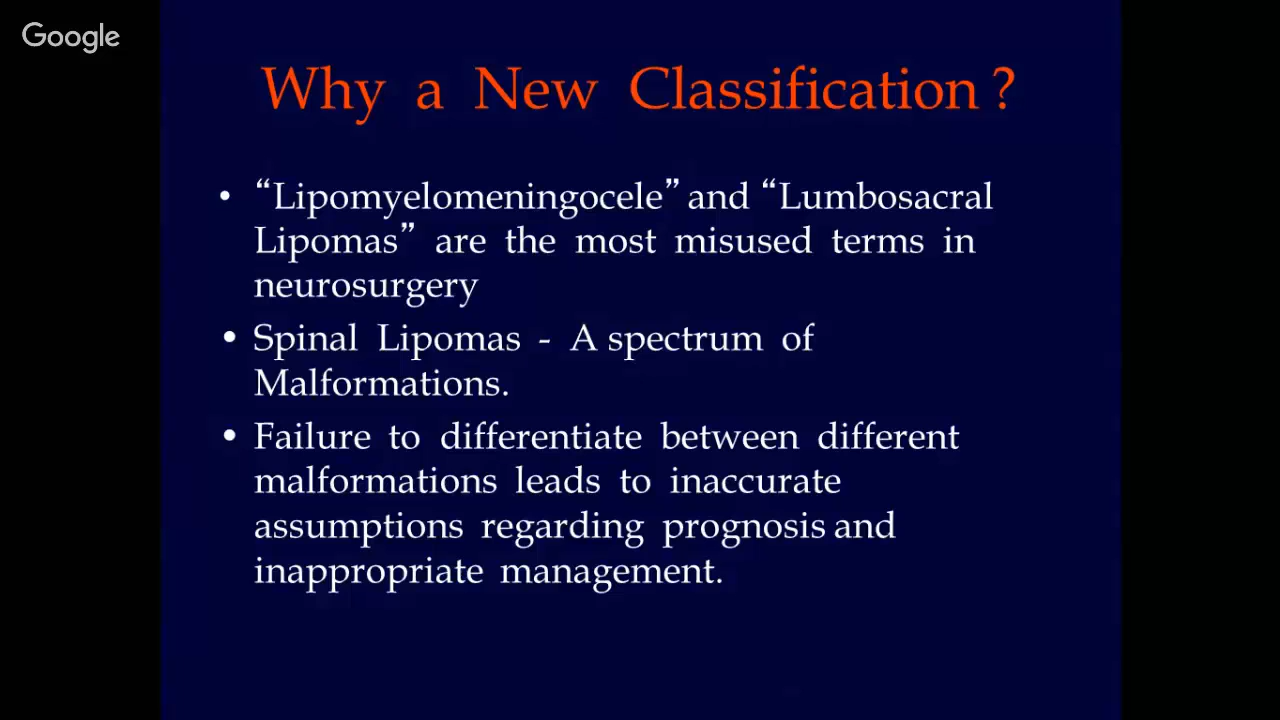 Google
Why a New Classification ?
• “Lipomyelomeningocele” and “Lumbosacral
Lipomas” are the most misused terms in
neurosurgery
• Spinal Lipomas - A spectrum of
Malformations.
• Failure to differentiate between different
malformations leads to inaccurate
assumptions regarding prognosis and
inappropriate management.